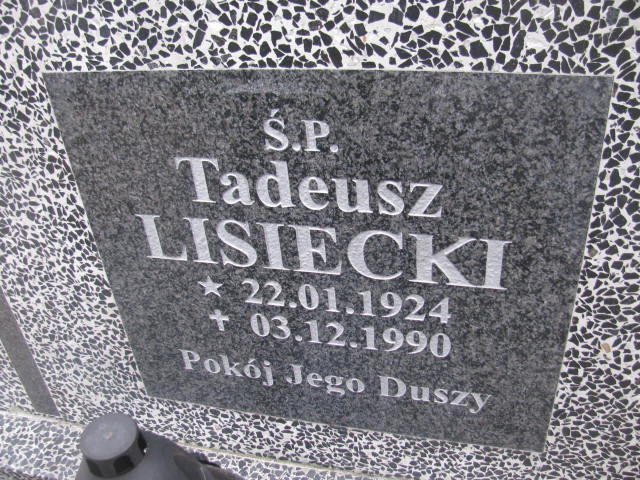 Ś.P.
Tadeusz
LISIECKI
★ 22.01.1924
✝ 03.12.1990
Pokój Jego Duszy